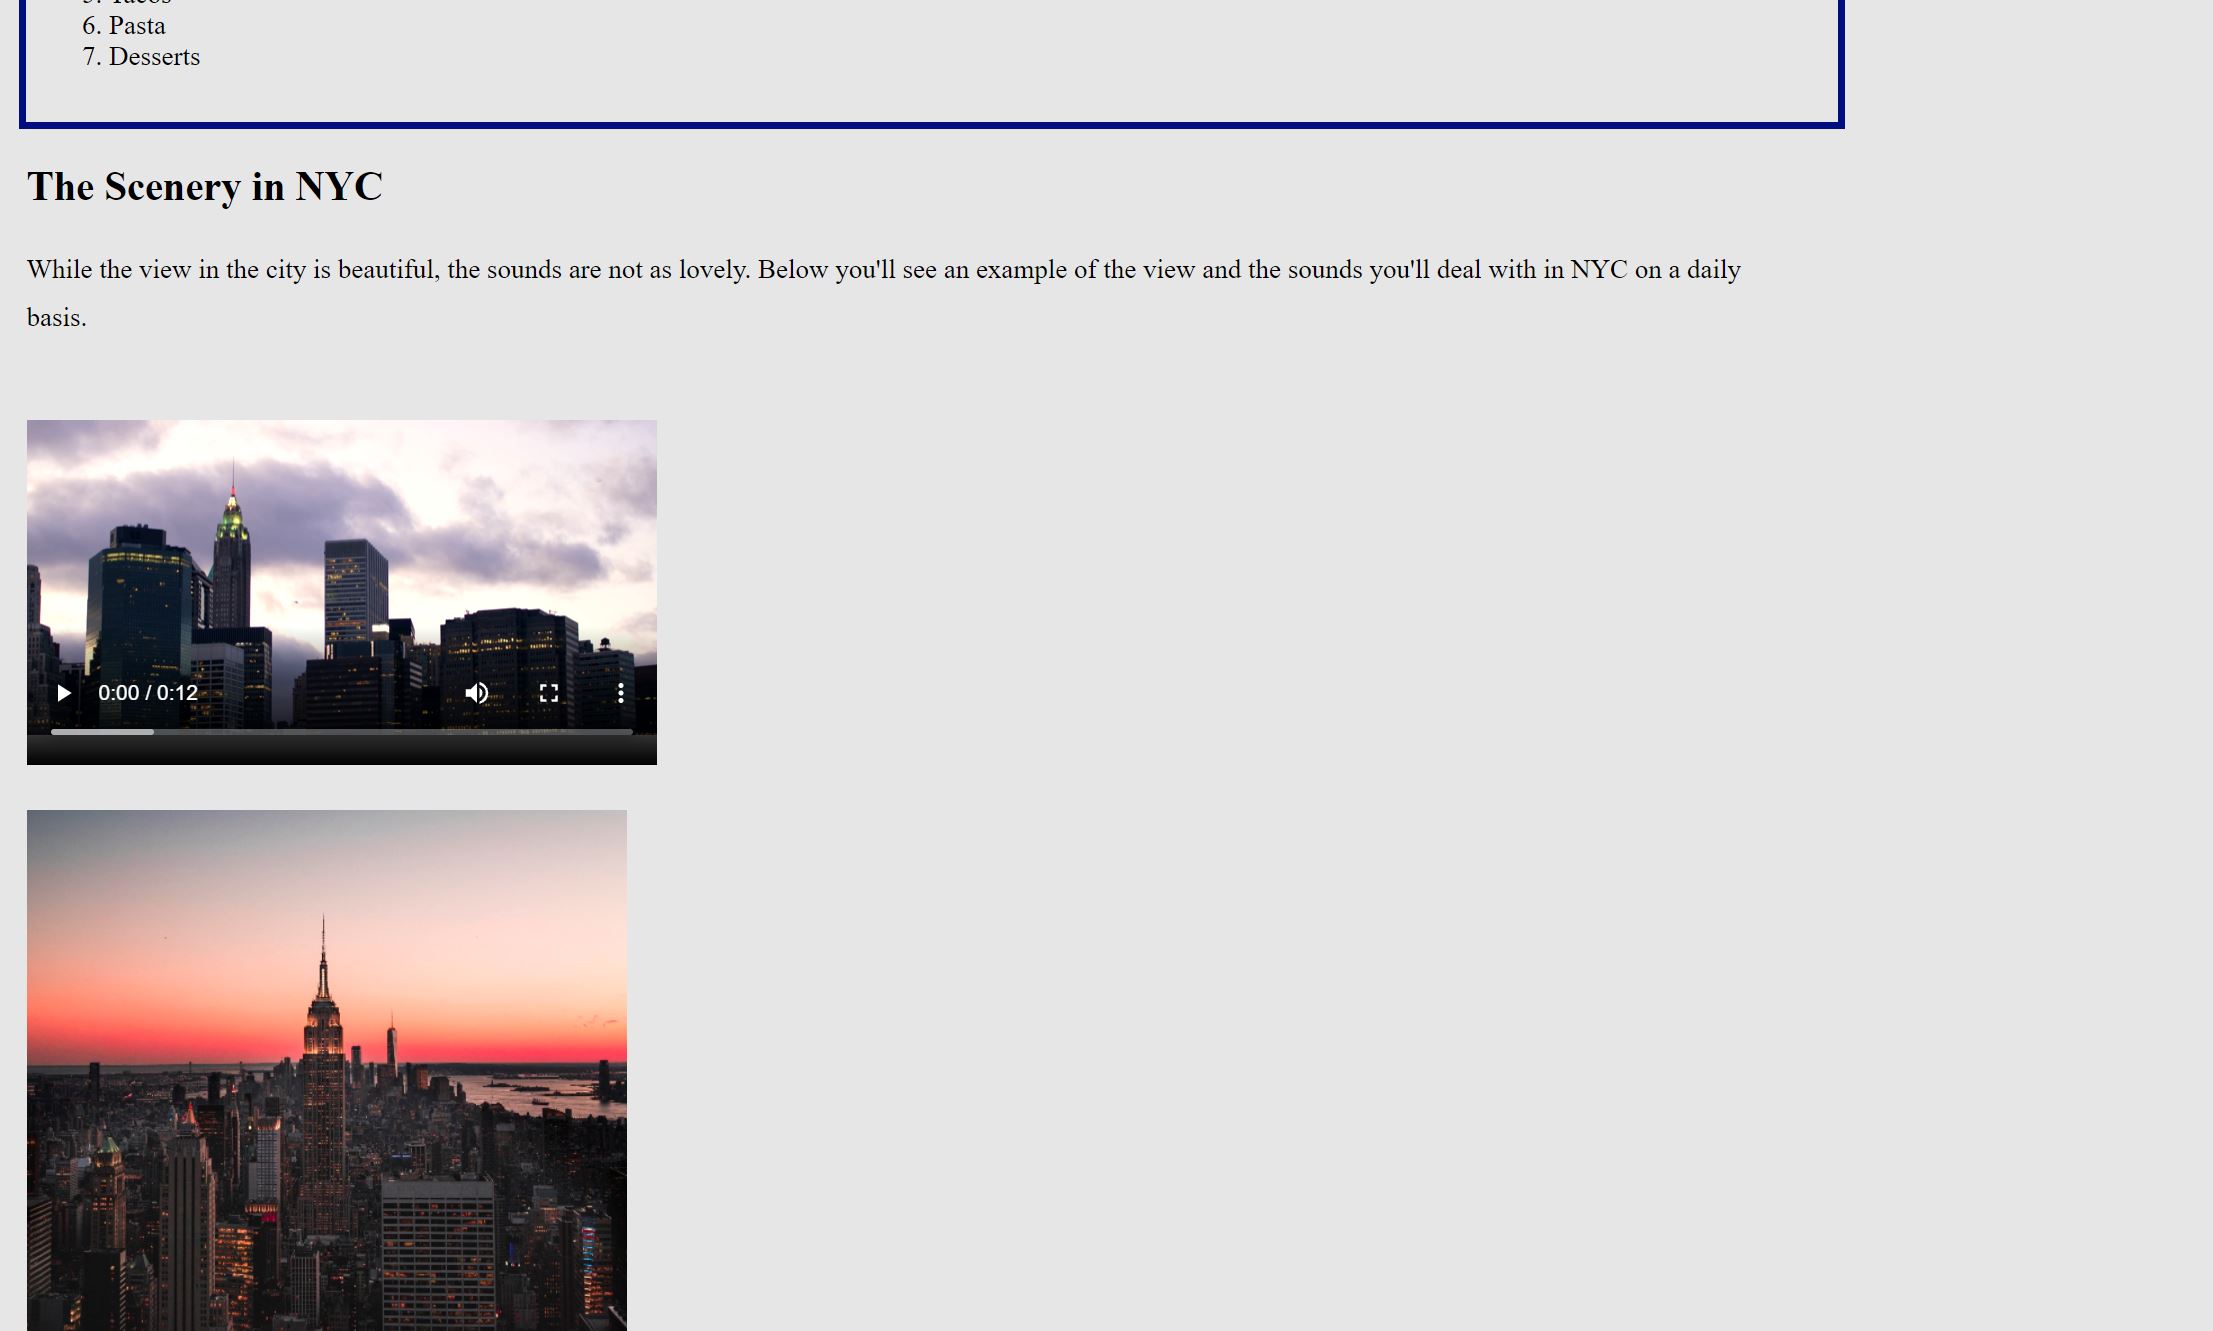 5. Tacos
6. Pasta
7. Desserts
The Scenery in NYC
While the view in the city is beautiful, the sounds are not as lovely. Below you'll see an example of the view and the sounds you'll deal with in NYC on a daily
basis.
0:00 / 0:12